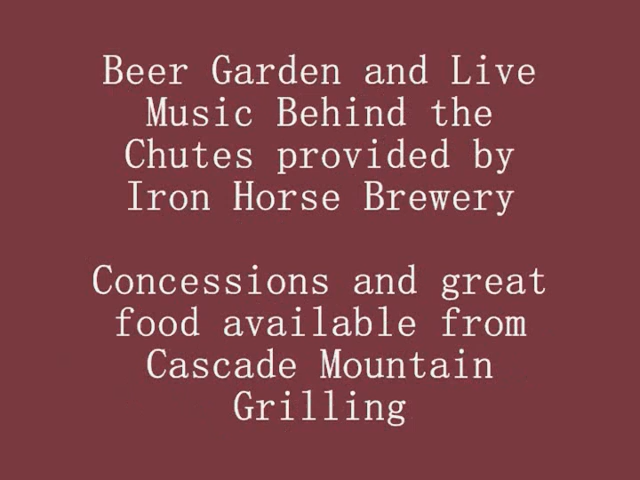 Beer Garden and Live
Music Behind the
Chutes provided by
Iron Horse Brewery
Concessions and great
food available from
Cascade Mountain
Grilling